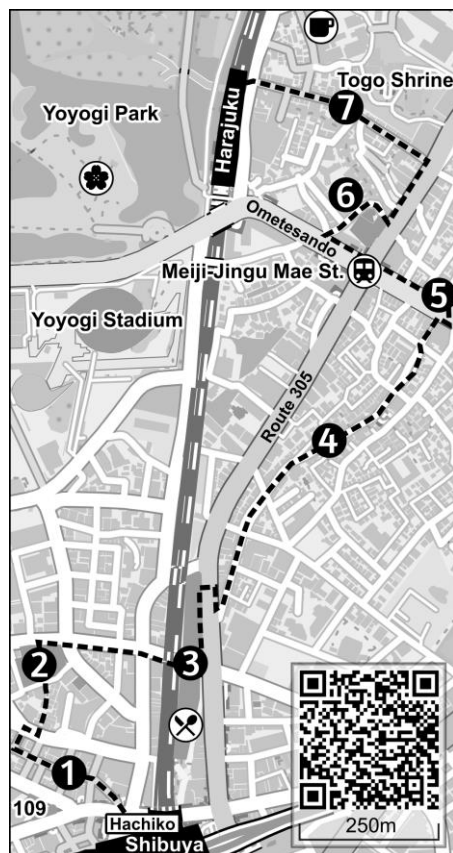 Togo Shrine
7
Yoyogi Park
Harajuku
6
Ometesando
Meiji-Jingu Mae St.
5
Yoyogi Stadium
Route 305
4
2
3
1
109
250m
Hachiko
Shibuya